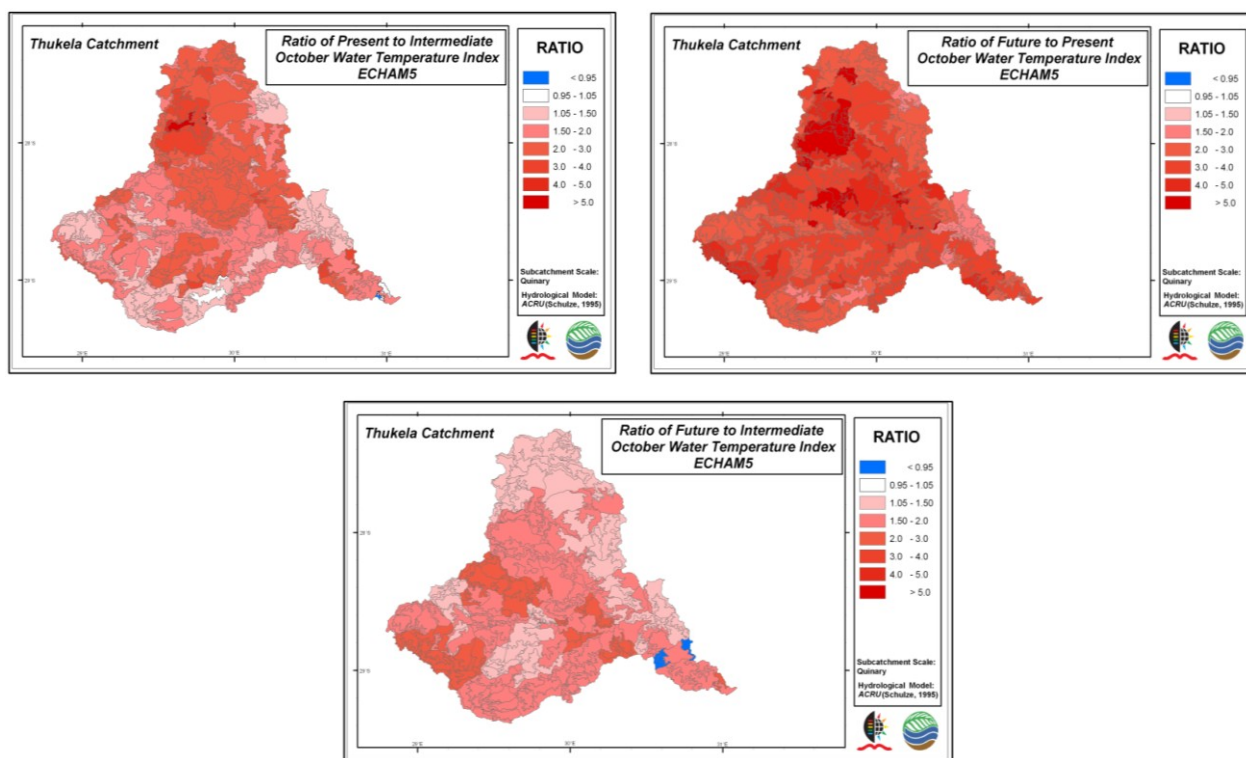 Thukela Catchment
Ratio of Present to Intermediate
October Water Temperature Index
ECHAM5
RATIO
< 0.95
0.95 - 1.05
1.05 - 1.50
1.50 - 2.0
2.0 - 3.0
3.0 - 4.0
4.0 - 5.0
> 5.0
Subcatchment Scale:
Quinary
Hydrological Model:
ACRU (Schulze, 1995)
30°E
31°E
Thukela Catchment
Ratio of Future to Present
October Water Temperature Index
ECHAM5
RATIO
< 0.95
0.95 - 1.05
1.05 - 1.50
1.50 - 2.0
2.0 - 3.0
3.0 - 4.0
4.0 - 5.0
> 5.0
Subcatchment Scale:
Quinary
Hydrological Model:
ACRU (Schulze, 1995)
30°E
31°E
Thukela Catchment
Ratio of Future to Intermediate
October Water Temperature Index
ECHAM5
RATIO
< 0.95
0.95 - 1.05
1.05 - 1.50
1.50 - 2.0
2.0 - 3.0
3.0 - 4.0
4.0 - 5.0
> 5.0
Subcatchment Scale:
Quinary
Hydrological Model:
ACRU (Schulze, 1995)
30°E
31°E